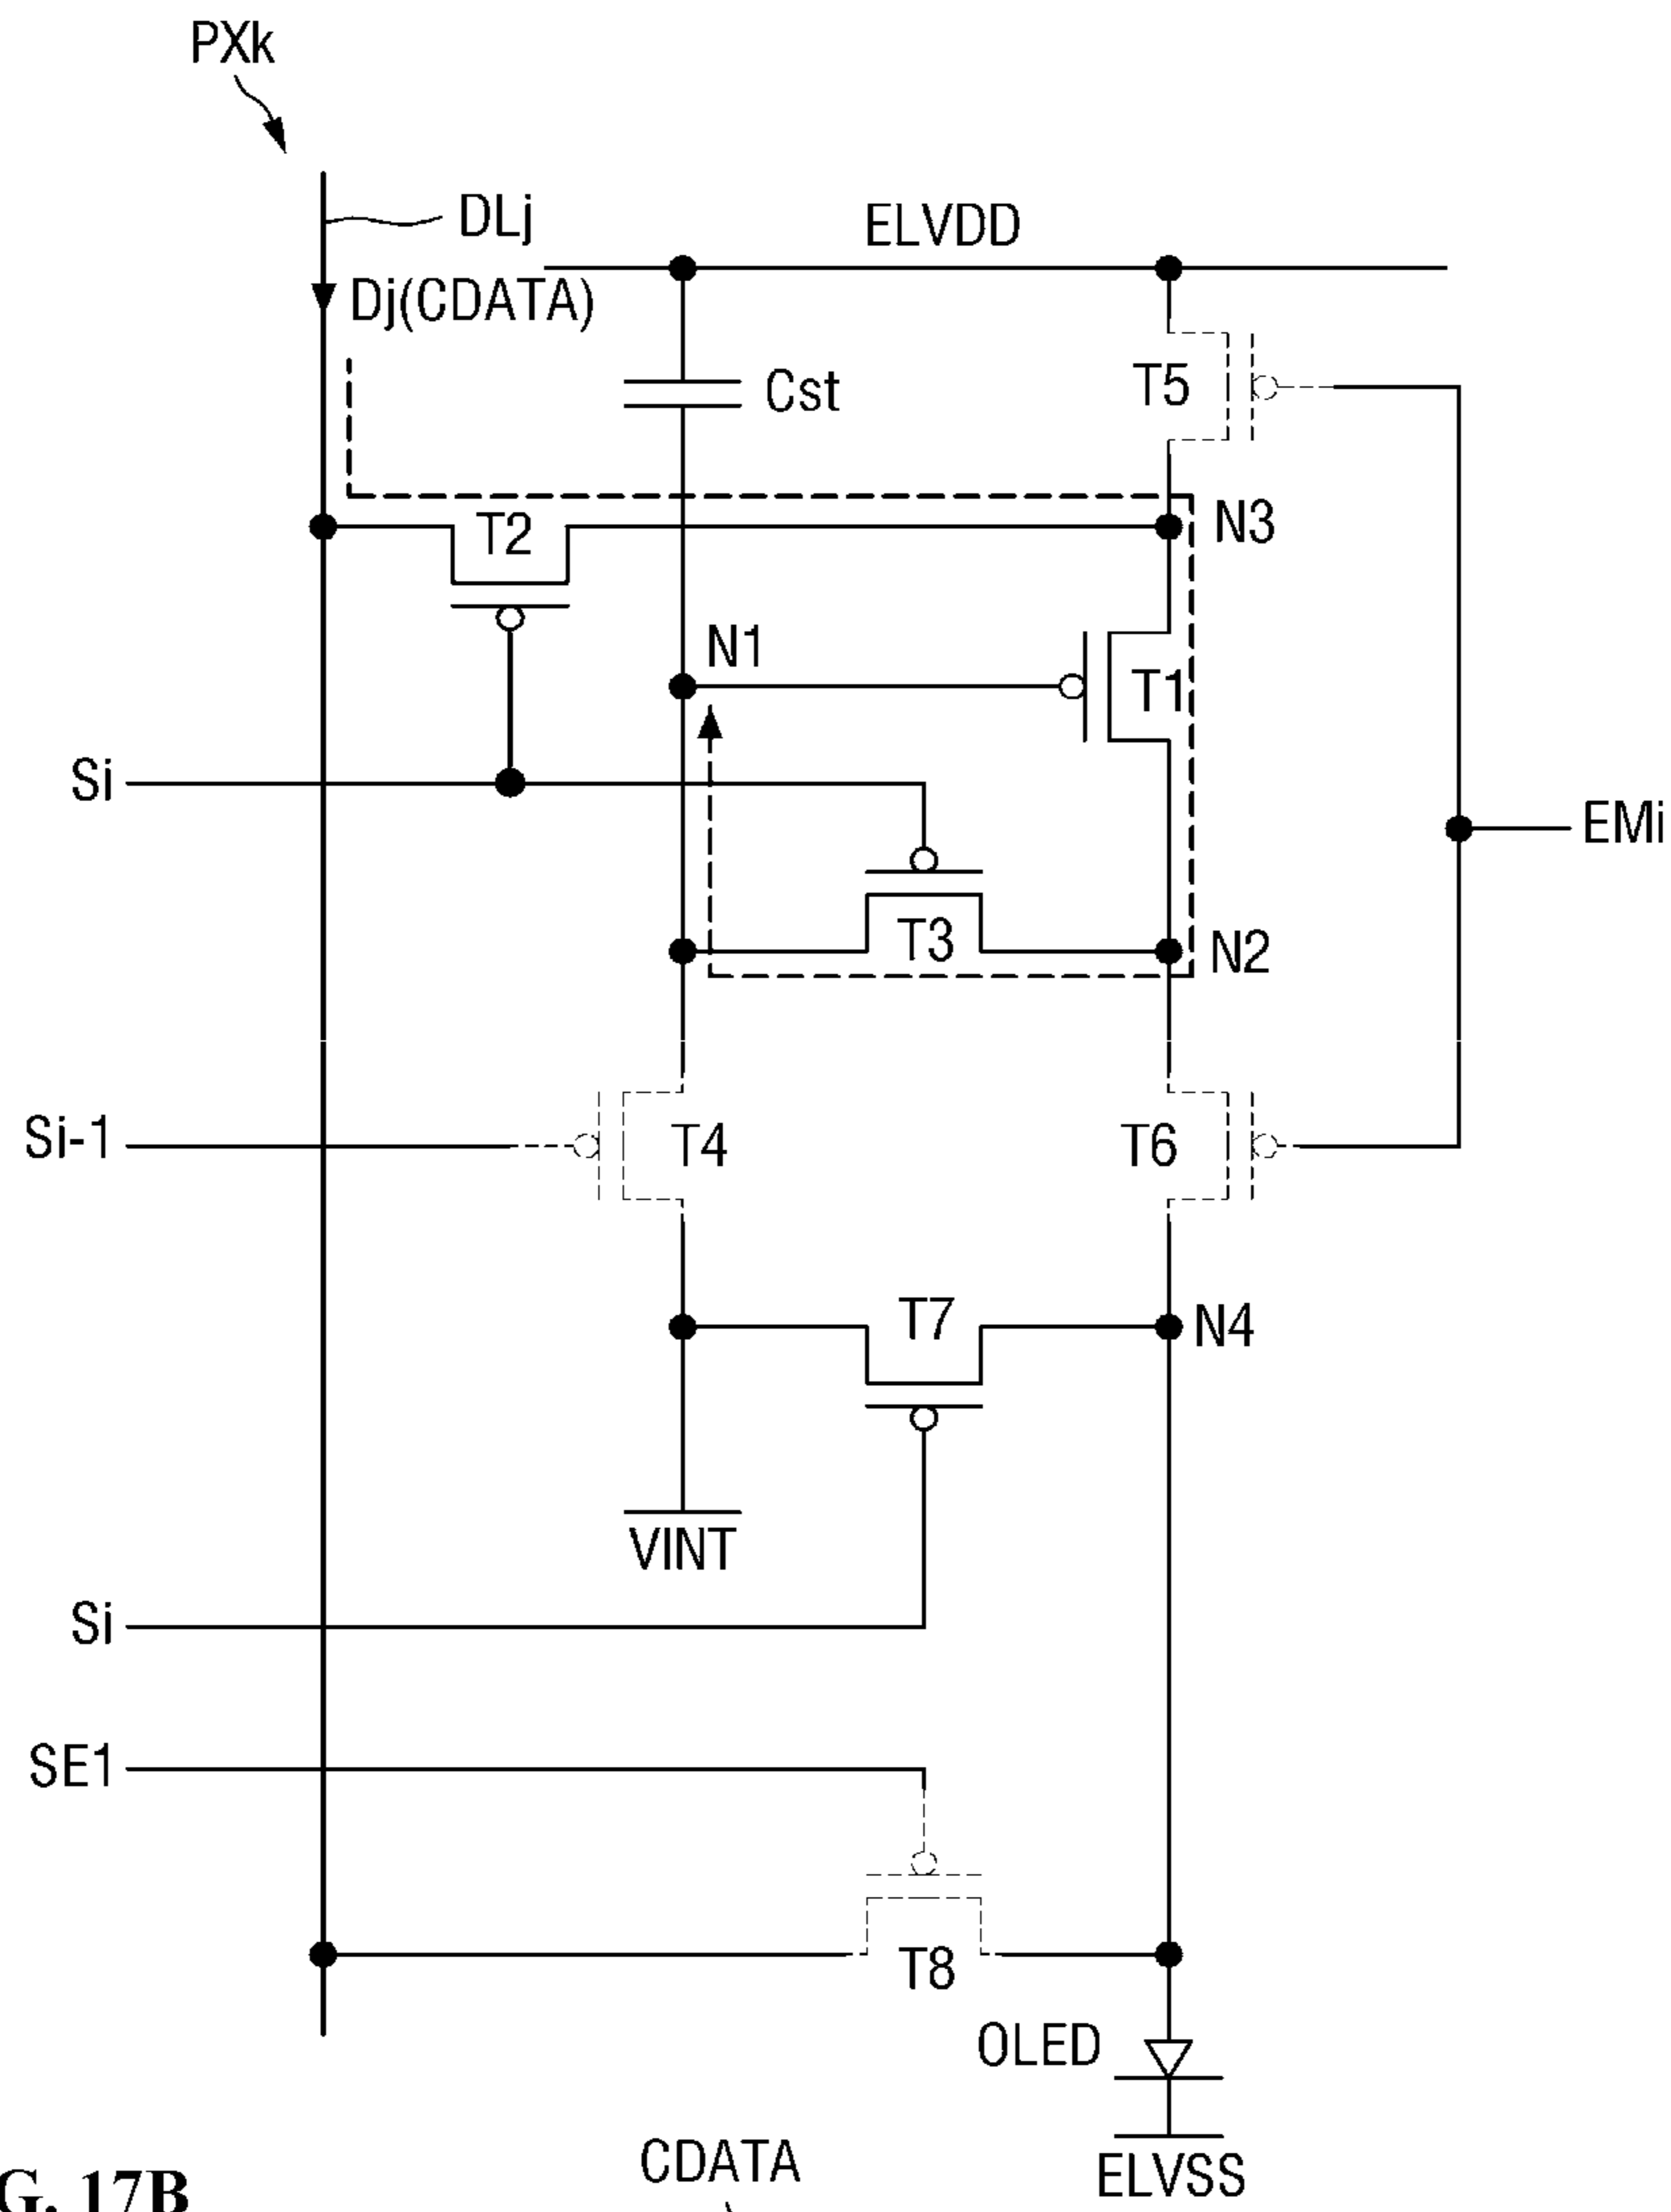 PXk
DLj
ELVDD
Dj(CDATA)
Cst
T5
T2
N3
N1
T1
Si
EMi
T3
N2
Si-1
T4
T6
T7
N4
VINT
Si
SE1
T8
OLED
CDATA
ELVSS
G. 17B